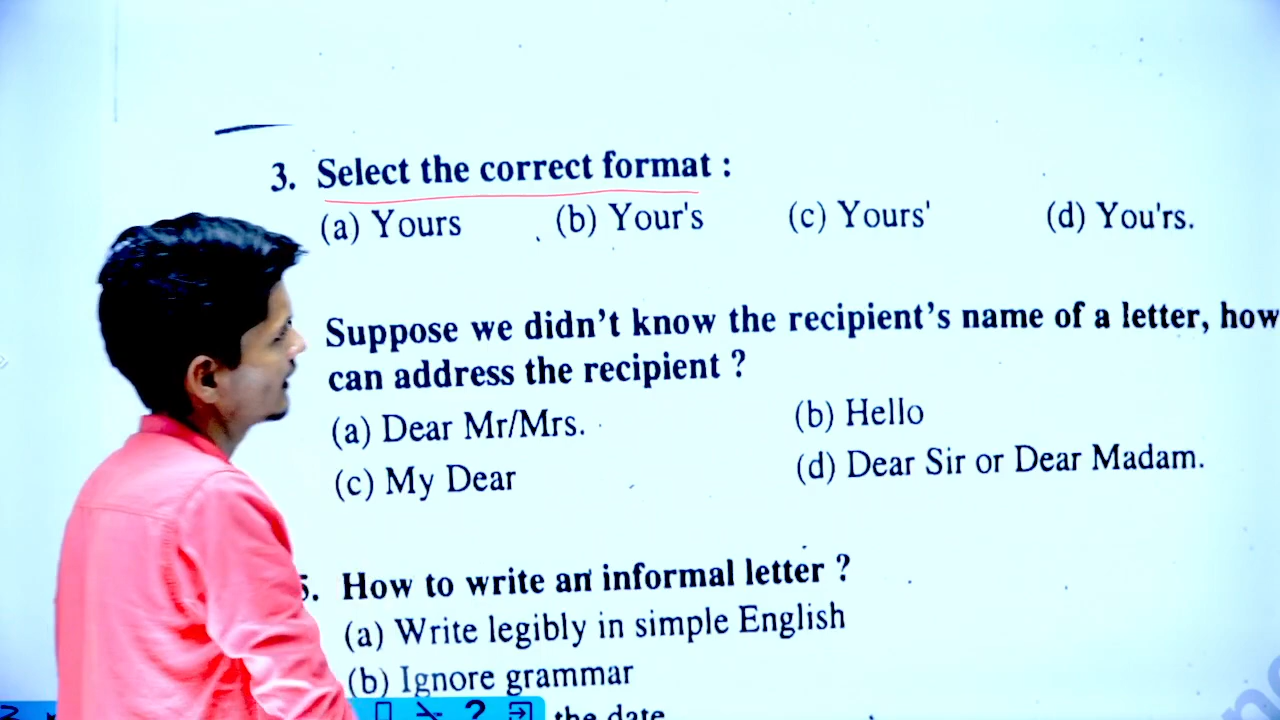 3. Select the correct format :
(a) Yours (b) Your's (c) Yours' (d) You'rs.
Suppose we didn’t know the recipient’s name of a letter, how
can address the recipient ?
(a) Dear Mr/Mrs. (b) Hello
(c) My Dear (d) Dear Sir or Dear Madam.
5. How to write an informal letter ?
(a) Write legibly in simple English
(b) Ignore grammar
the date